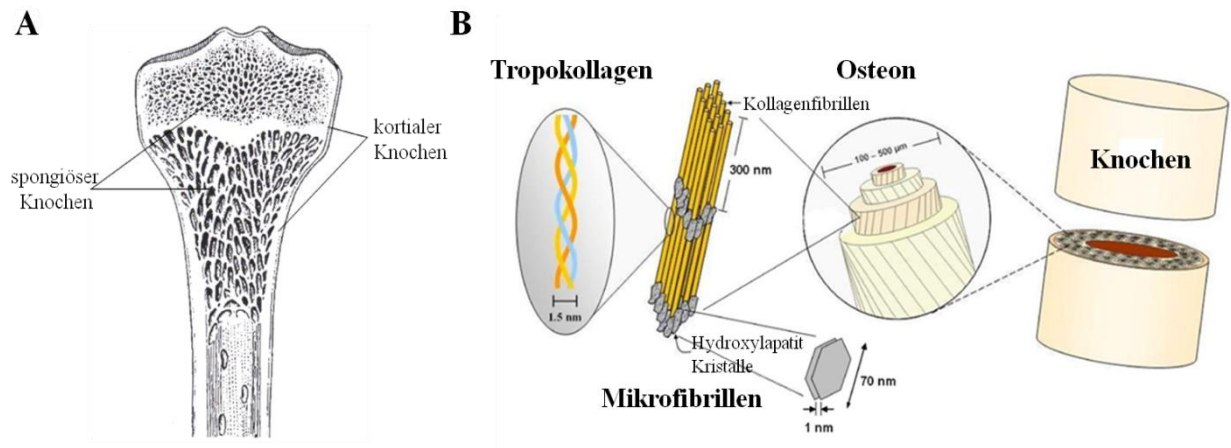 A
kortialer
Knochen
spongiöser
Knochen
B
Tropokollagen
1.5 nm
Kollagenfibrillen
300 nm
Hydroxylapatit
Kristalle
Mikrofibrillen
70 nm
1 nm
Osteon
100 – 500 µm
Knochen